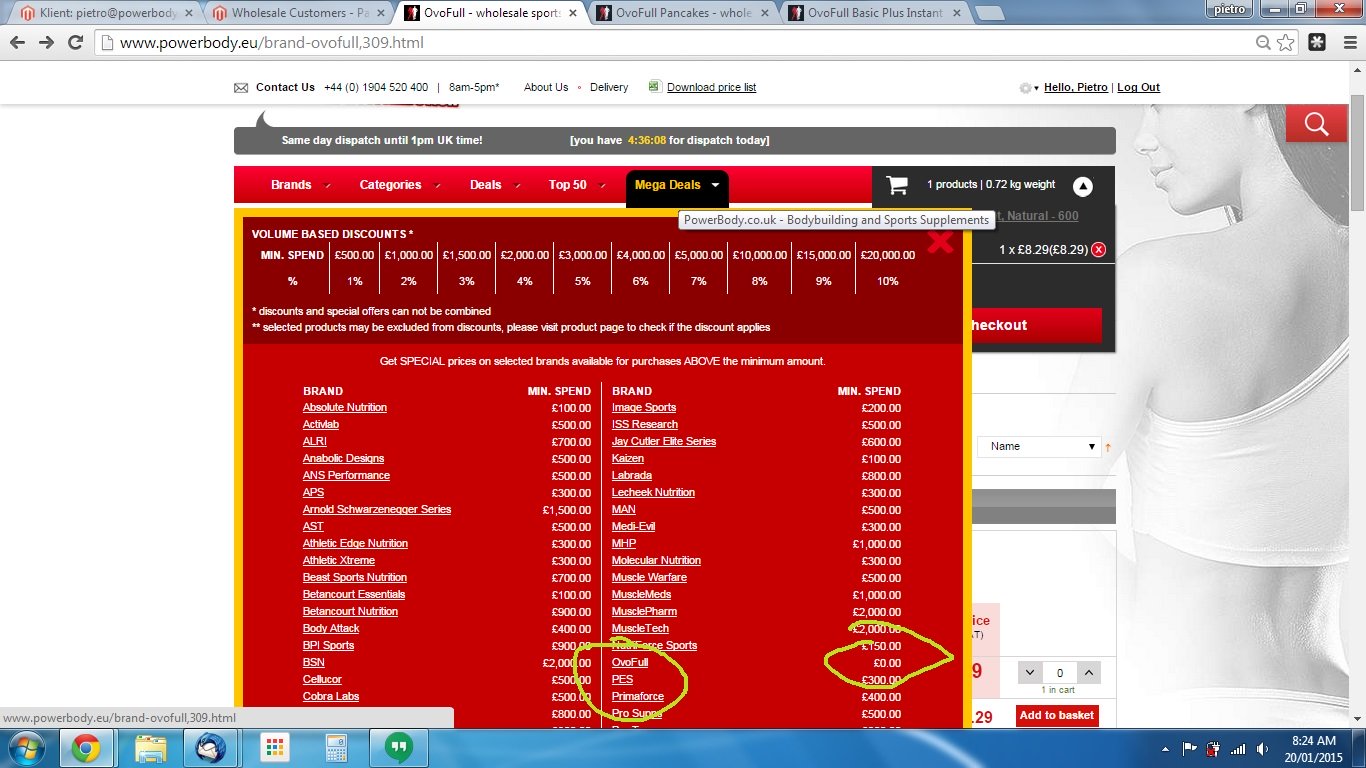 Klient: pietro@powerbody.
Wholesale Customers - Pa
OvoFull - wholesale sport
OvoFull Pancakes - whole
OvoFull Basic Plus Instant
pietro
www.powerbody.eu/brand-ovofull,309.html
Contact Us +44 (0) 1904 520 400 | 8am-5pm* About Us • Delivery Download price list Hello, Pietro | Log Out
Same day dispatch until 1pm UK time! [you have 4:36:08 for dispatch today]
Brands Categories Deals Top 50 Mega Deals 1 products | 0.72 kg weight
PowerBody.co.uk - Bodybuilding and Sports Supplements
t, Natural - 600
1 x £8.29(£8.29)
heckout
VOLUME BASED DISCOUNTS *
MIN. SPEND £500.00 £1,000.00 £1,500.00 £2,000.00 £3,000.00 £4,000.00 £5,000.00 £10,000.00 £15,000.00 £20,000.00
% 1% 2% 3% 4% 5% 6% 7% 8% 9% 10%
* discounts and special offers can not be combined
** selected products may be excluded from discounts, please visit product page to check if the discount applies
Get SPECIAL prices on selected brands available for purchases ABOVE the minimum amount.
BRAND MIN. SPEND BRAND MIN. SPEND
Absolute Nutrition £100.00 Image Sports £200.00
Activlab £500.00 ISS Research £500.00
ALRI £700.00 Jay Cutler Elite Series £600.00
Anabolic Designs £500.00 Kaizen £100.00
ANS Performance £500.00 Labrada £800.00
APS £300.00 Lecheek Nutrition £300.00
Arnold Schwarzenegger Series £1,500.00 MAN £500.00
AST £500.00 Medi-Evil £300.00
Athletic Edge Nutrition £300.00 MHP £1,000.00
Athletic Xtreme £300.00 Molecular Nutrition £300.00
Beast Sports Nutrition £700.00 Muscle Warfare £500.00
Betancourt Essentials £100.00 MuscleMeds £1,000.00
Betancourt Nutrition £900.00 MusclePharm £2,000.00
Body Attack £400.00 MuscleTech £2,000.00
BPI Sports £900.00 NutriForce Sports £150.00
BSN £2,000.00 OvoFull £0.00
Cellucor £500.00 PES £300.00
Cobra Labs £500.00 Primaforce £400.00
£800.00 Pro Supps £500.00
Name
ice
AT)
9
0
1 in cart
.29 Add to basket
www.powerbody.eu/brand-ovofull,309.html
8:24 AM
20/01/2015